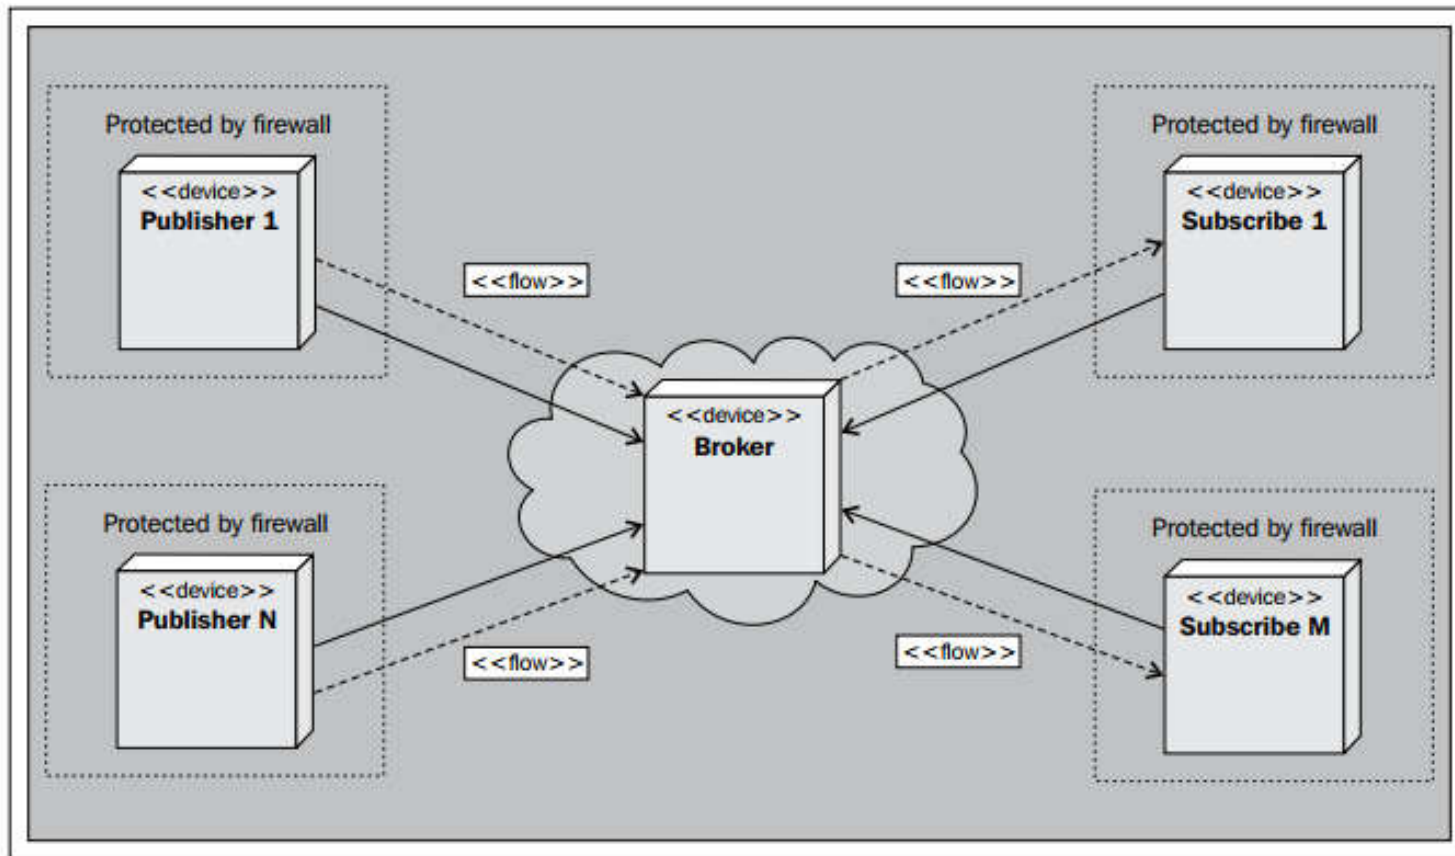 Protected by firewall
<<device>>
Publisher 1
Protected by firewall
<<device>>
Subscribe 1
<<flow>>
<<flow>>
<<device>>
Broker
Protected by firewall
<<device>>
Publisher N
Protected by firewall
<<device>>
Subscribe M
<<flow>>
<<flow>>